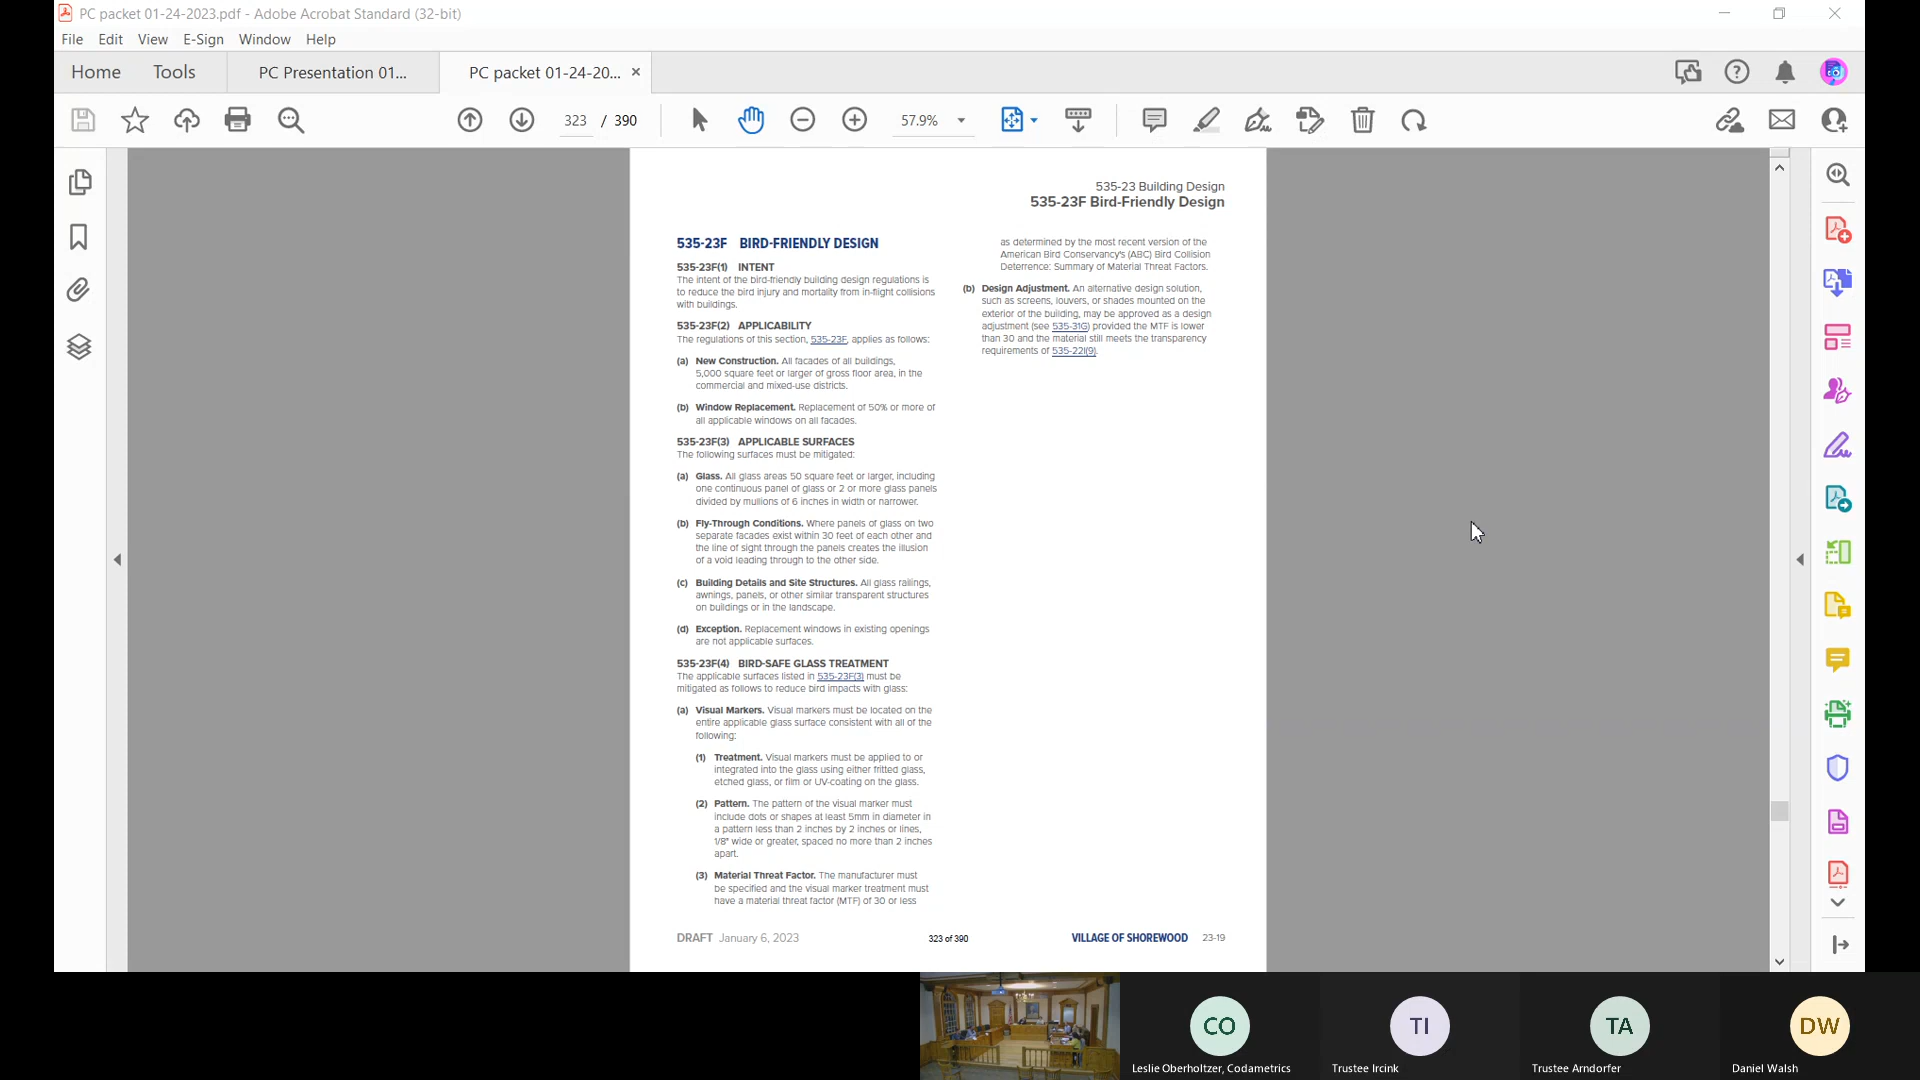 PC packet 01-24-2023.pdf - Adobe Acrobat Standard (32-bit)
File Edit View E-Sign Window Help
Home Tools PC Presentation 01... PC packet 01-24-20... ×
323 / 390 57.9%
535-23 Building Design
535-23F Bird-Friendly Design
535-23F BIRD-FRIENDLY DESIGN
535-23F(1) INTENT
The intent of the bird-friendly building design regulations is
to reduce the bird injury and mortality from in-flight collisions
with buildings.
535-23F(2) APPLICABILITY
The regulations of this section, 535-23F, applies as follows:
(a) New Construction. All facades of all buildings,
5,000 square feet or larger of gross floor area, in the
commercial and mixed-use districts.
(b) Window Replacement. Replacement of 50% or more of
all applicable windows on all facades.
535-23F(3) APPLICABLE SURFACES
The following surfaces must be mitigated:
(a) Glass. All glass areas 50 square feet or larger, including
one continuous panel of glass or 2 or more glass panels
divided by mullions of 6 inches in width or narrower.
(b) Fly-Through Conditions. Where panels of glass on two
separate facades exist within 30 feet of each other and
the line of sight through the panels creates the illusion
of a void leading through to the other side.
(c) Building Details and Site Structures. All glass railings,
awnings, panels, or other similar transparent structures
on buildings or in the landscape.
(d) Exception. Replacement windows in existing openings
are not applicable surfaces.
535-23F(4) BIRD-SAFE GLASS TREATMENT
The applicable surfaces listed in 535-23F(3) must be
mitigated as follows to reduce bird impacts with glass:
(a) Visual Markers. Visual markers must be located on the
entire applicable glass surface consistent with all of the
following:
(1) Treatment. Visual markers must be applied to or
integrated into the glass using either fritted glass,
etched glass, or film or UV-coating on the glass.
(2) Pattern. The pattern of the visual marker must
include dots or shapes at least 5mm in diameter in
a pattern less than 2 inches by 2 inches or lines,
1/8" wide or greater, spaced no more than 2 inches
apart.
(3) Material Threat Factor. The manufacturer must
be specified and the visual marker treatment must
have a material threat factor (MTF) of 30 or less
as determined by the most recent version of the
American Bird Conservancy's (ABC) Bird Collision
Deterrence: Summary of Material Threat Factors.
(b) Design Adjustment. An alternative design solution,
such as screens, louvers, or shades mounted on the
exterior of the building, may be approved as a design
adjustment (see 535-31G) provided the MTF is lower
than 30 and the material still meets the transparency
requirements of 535-22I(9).
DRAFT January 6, 2023 323 of 390 VILLAGE OF SHOREWOOD 23-19
CO TI TA DW
Leslie Oberholtzer, Codametrics Trustee Ircink Trustee Arndorfer Daniel Walsh